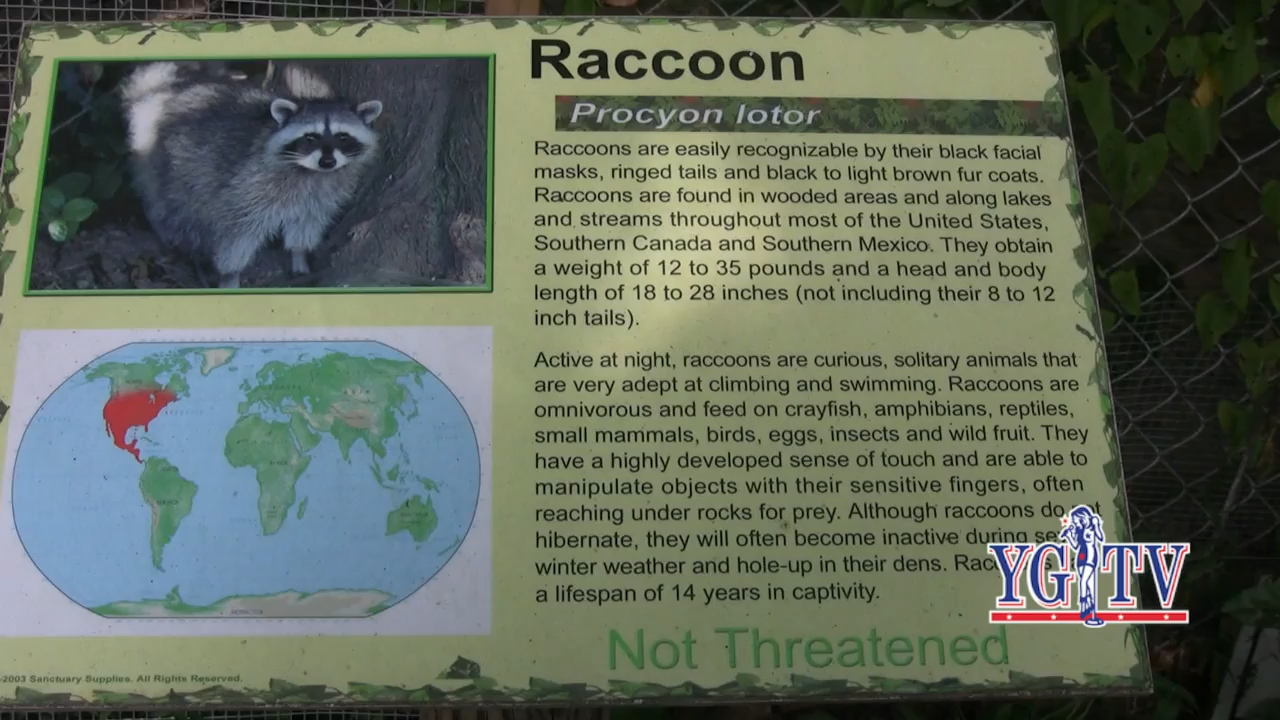 Raccoon
Procyon lotor
Raccoons are easily recognizable by their black facial
masks, ringed tails and black to light brown fur coats.
Raccoons are found in wooded areas and along lakes
and streams throughout most of the United States,
Southern Canada and Southern Mexico. They obtain
a weight of 12 to 35 pounds and a head and body
length of 18 to 28 inches (not including their 8 to 12
inch tails).
Active at night, raccoons are curious, solitary animals that
are very adept at climbing and swimming. Raccoons are
omnivorous and feed on crayfish, amphibians, reptiles,
small mammals, birds, eggs, insects and wild fruit. They
have a highly developed sense of touch and are able to
manipulate objects with their sensitive fingers, often
reaching under rocks for prey. Although raccoons do
hibernate, they will often become inactive during
winter weather and hole-up in their dens.
a lifespan of 14 years in captivity.
Not Threatened
-2003 Sanctuary Supplies. All Rights Reserved.
YG TV